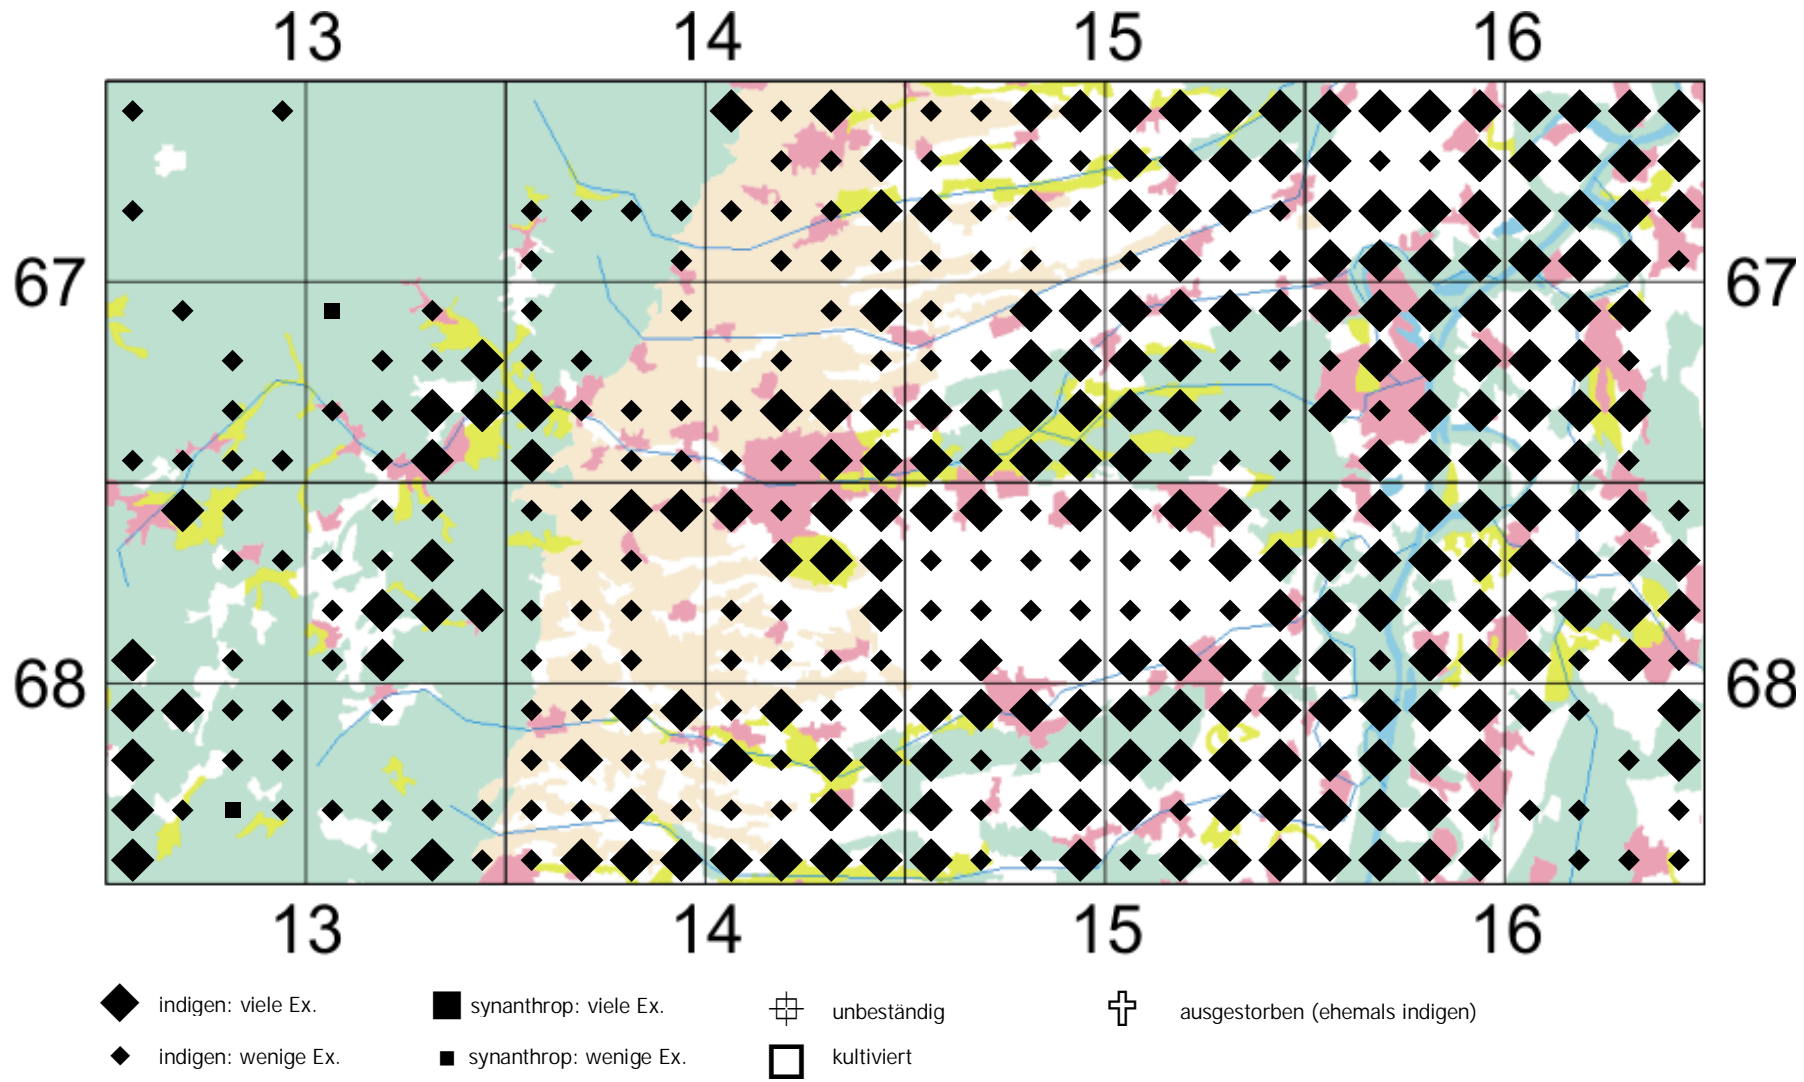 13 14 15 16
67 67
68 68
13 14 15 16
indigen: viele Ex. synanthrop: viele Ex. unbeständig ausgestorben (ehemals indigen)
indigen: wenige Ex. synanthrop: wenige Ex. kultiviert